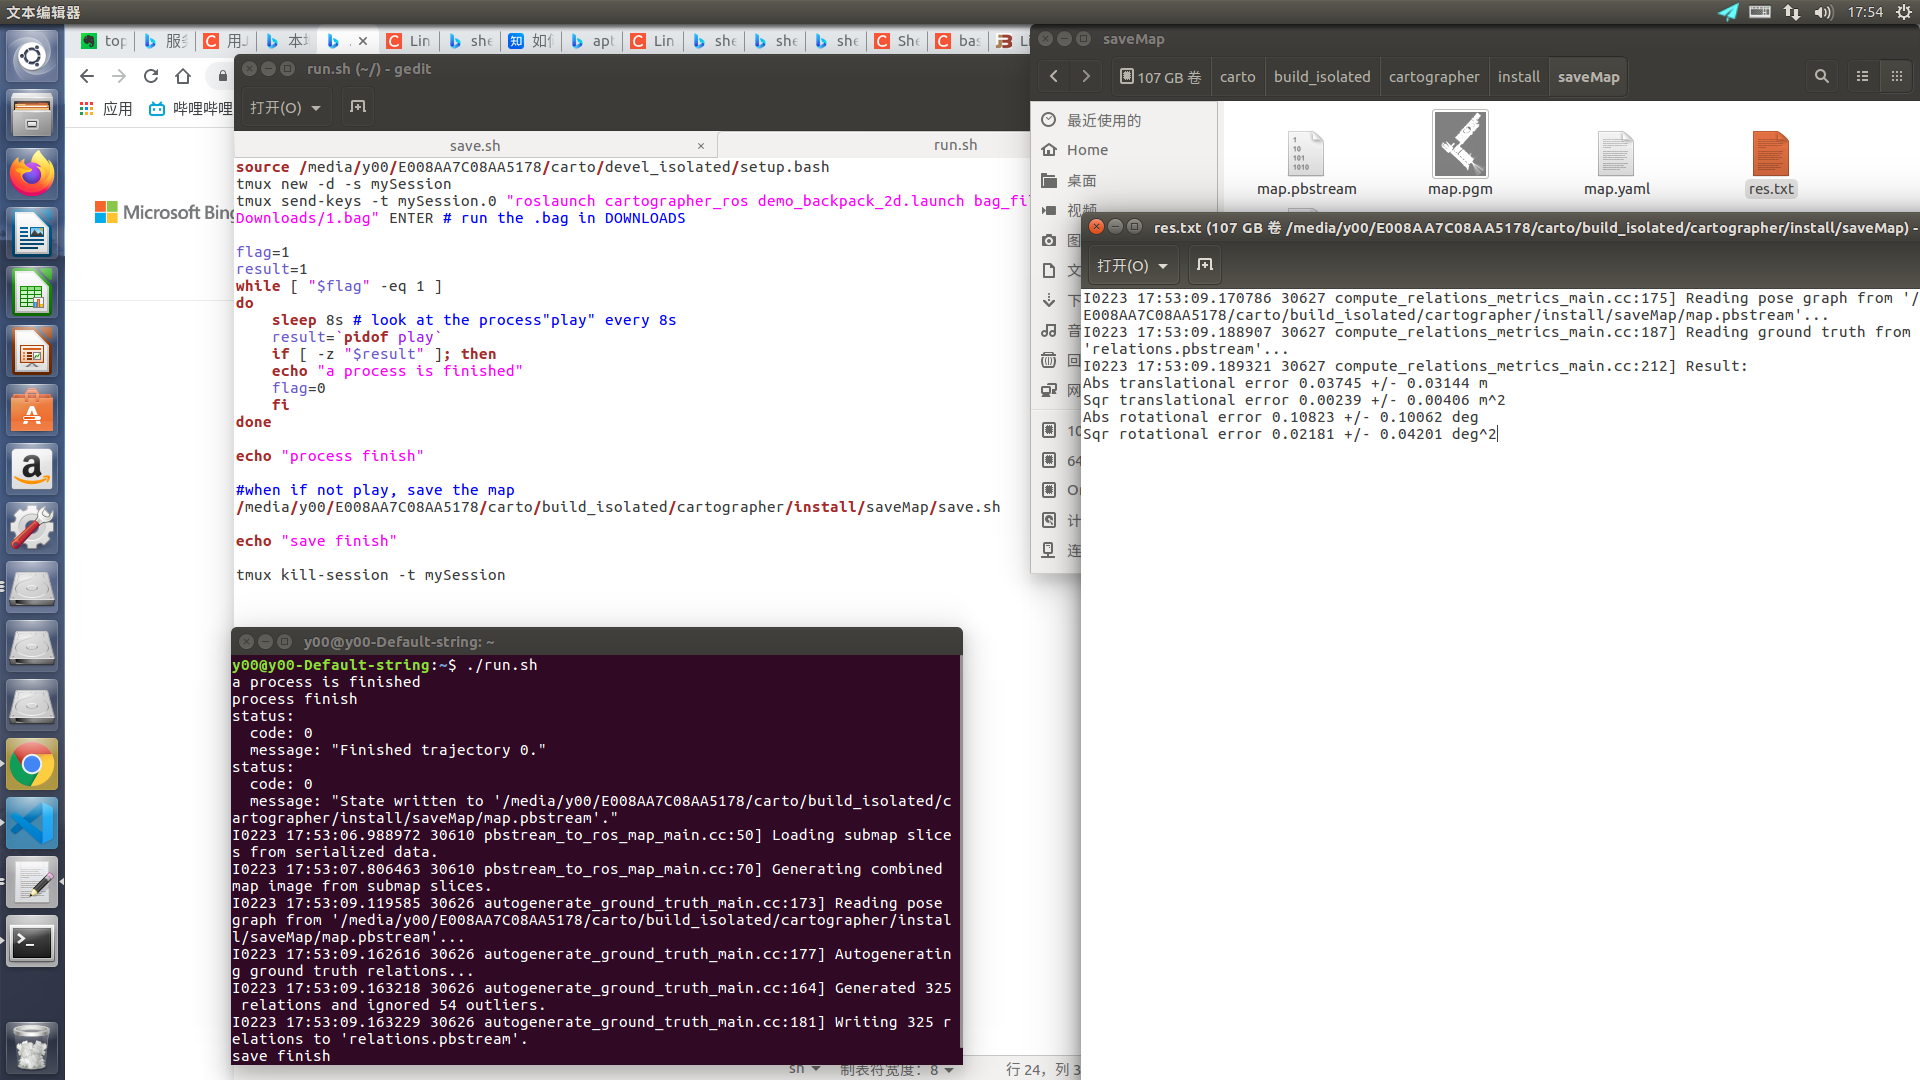 文本编辑器
17:54
top
服务
用
本地
Lin
she
如何
apt
Lin
she
she
she
She
bas
应用
哔哩哔哩
Microsoft Bing
run.sh (~/) - gedit
打开(O)
save.sh
run.sh
source /media/y00/E008AA7C08AA5178/carto/devel_isolated/setup.bash
tmux new -d -s mySession
tmux send-keys -t mySession.0 "roslaunch cartographer_ros demo_backpack_2d.launch bag_fil
Downloads/1.bag" ENTER # run the .bag in DOWNLOADS
flag=1
result=1
while [ "$flag" -eq 1 ]
do
sleep 8s # look at the process"play" every 8s
result=`pidof play`
if [ -z "$result" ]; then
echo "a process is finished"
flag=0
fi
done
echo "process finish"
#when if not play, save the map
/media/y00/E008AA7C08AA5178/carto/build_isolated/cartographer/install/saveMap/save.sh
echo "save finish"
tmux kill-session -t mySession
sh
制表符宽度：8
行 24，列 3
y00@y00-Default-string: ~
y00@y00-Default-string:~$ ./run.sh
a process is finished
process finish
status:
code: 0
message: "Finished trajectory 0."
status:
code: 0
message: "State written to '/media/y00/E008AA7C08AA5178/carto/build_isolated/c
artographer/install/saveMap/map.pbstream'."
I0223 17:53:06.988972 30610 pbstream_to_ros_map_main.cc:50] Loading submap slice
s from serialized data.
I0223 17:53:07.806463 30610 pbstream_to_ros_map_main.cc:70] Generating combined
map image from submap slices.
I0223 17:53:09.119585 30626 autogenerate_ground_truth_main.cc:173] Reading pose
graph from '/media/y00/E008AA7C08AA5178/carto/build_isolated/cartographer/instal
l/saveMap/map.pbstream'...
I0223 17:53:09.162616 30626 autogenerate_ground_truth_main.cc:177] Autogeneratin
g ground truth relations...
I0223 17:53:09.163218 30626 autogenerate_ground_truth_main.cc:164] Generated 325
relations and ignored 54 outliers.
I0223 17:53:09.163229 30626 autogenerate_ground_truth_main.cc:181] Writing 325 r
elations to 'relations.pbstream'.
save finish
saveMap
107 GB 卷
carto
build_isolated
cartographer
install
saveMap
最近使用的
Home
桌面
视频
map.pbstream
map.pgm
map.yaml
res.txt
res.txt (107 GB 卷 /media/y00/E008AA7C08AA5178/carto/build_isolated/cartographer/install/saveMap) -
打开(O)
I0223 17:53:09.170786 30627 compute_relations_metrics_main.cc:175] Reading pose graph from '/
E008AA7C08AA5178/carto/build_isolated/cartographer/install/saveMap/map.pbstream'...
I0223 17:53:09.188907 30627 compute_relations_metrics_main.cc:187] Reading ground truth from
'relations.pbstream'...
I0223 17:53:09.189321 30627 compute_relations_metrics_main.cc:212] Result:
Abs translational error 0.03745 +/- 0.03144 m
Sqr translational error 0.00239 +/- 0.00406 m^2
Abs rotational error 0.10823 +/- 0.10062 deg
Sqr rotational error 0.02181 +/- 0.04201 deg^2